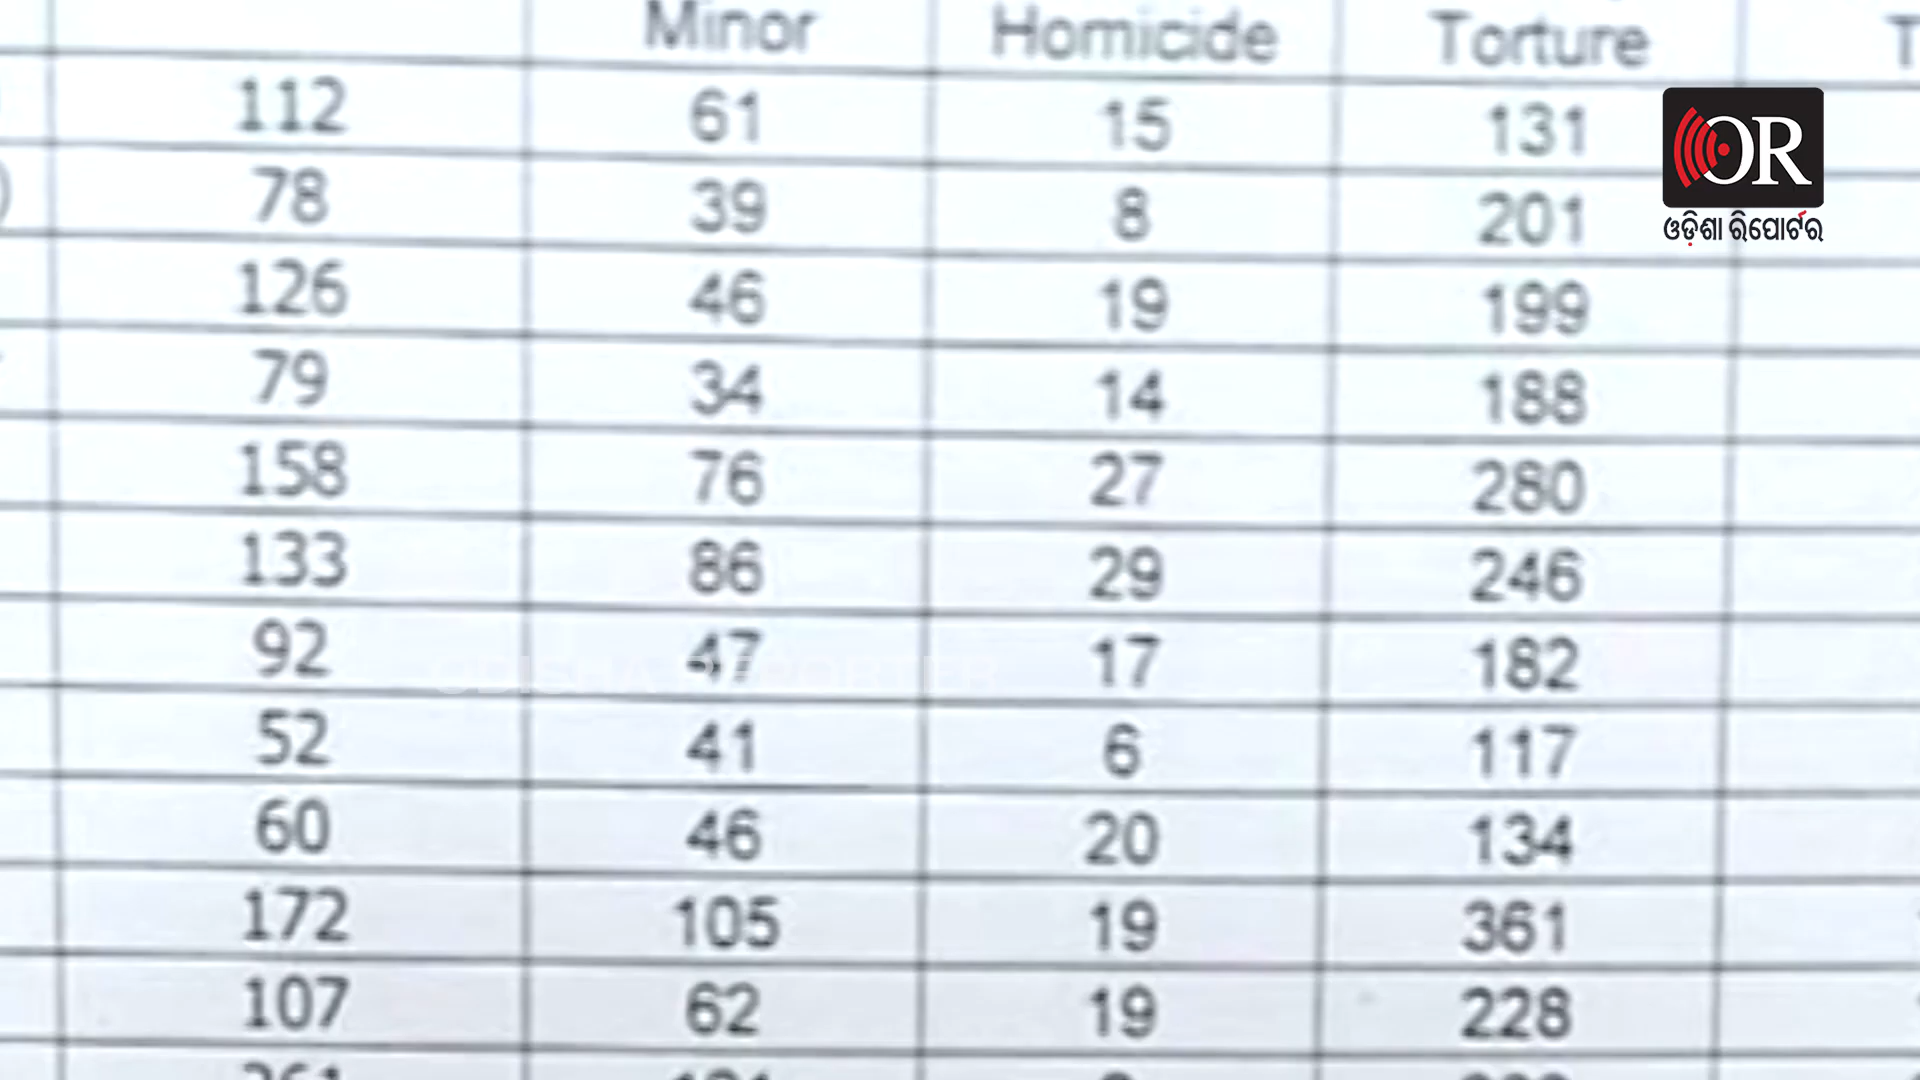 Minor Homicide Torture
112 61 15 131
78 39 8 201
126 46 19 199
79 34 14 188
158 76 27 280
133 86 29 246
92 47 17 182
52 41 6 117
60 46 20 134
172 105 19 361
107 62 19 228
OR
ଓଡ଼ିଶା ରିପୋର୍ଟର
ODISHA REPORTER